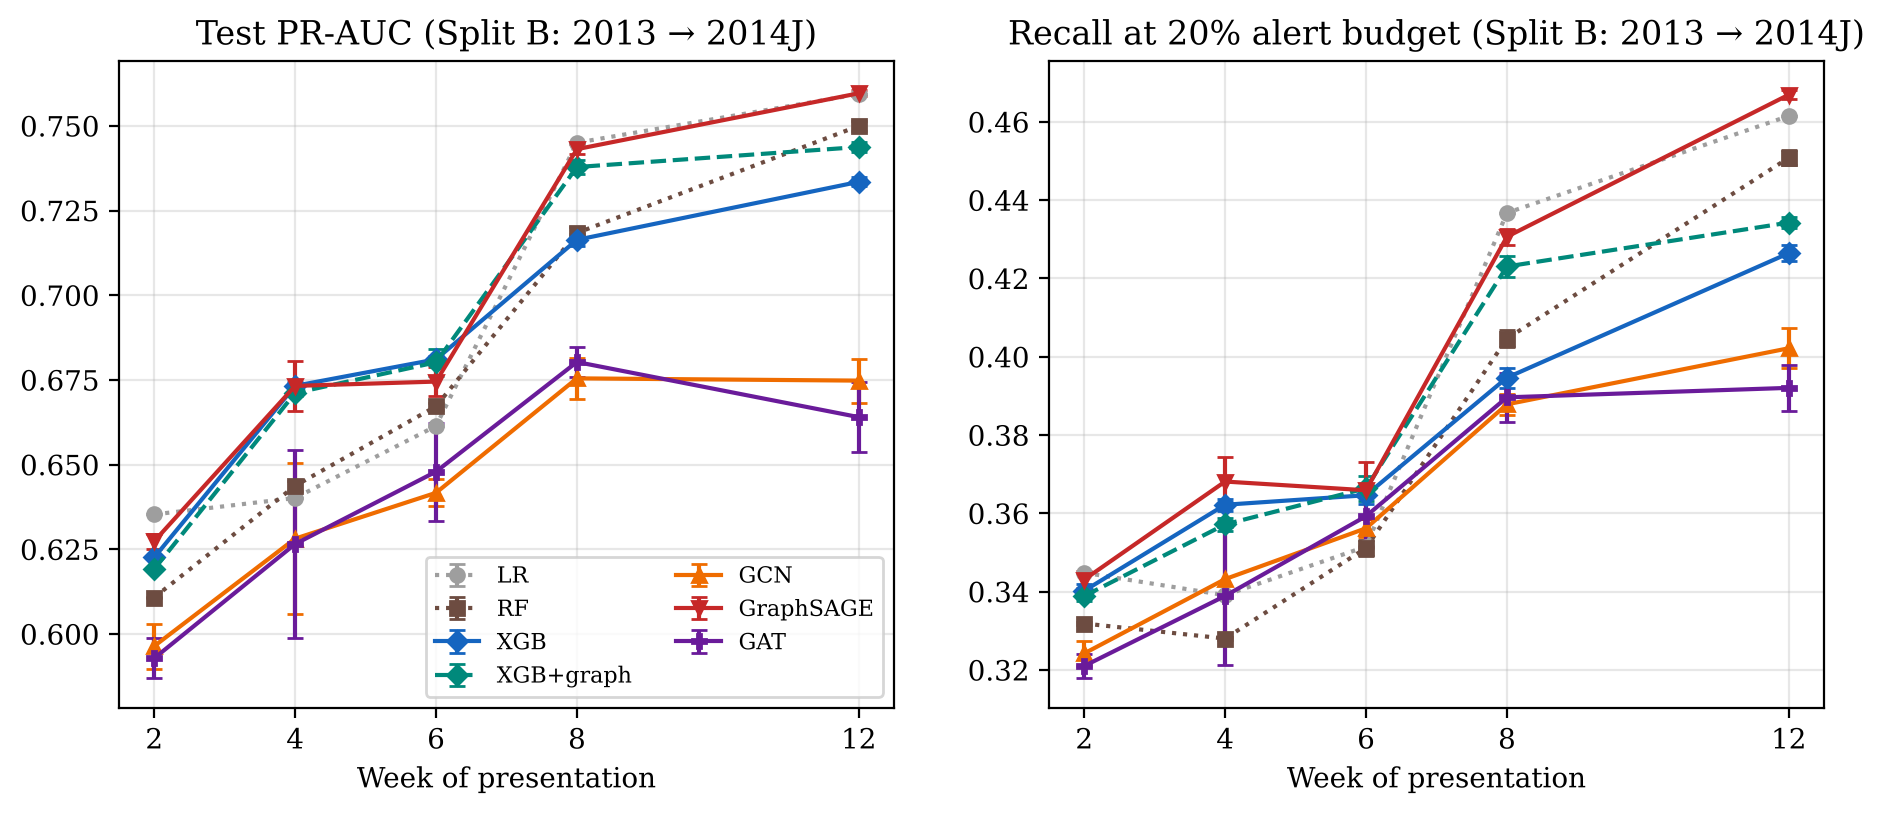 Test PR-AUC (Split B: 2013 → 2014J)
0.750
0.725
0.700
0.675
0.650
0.625
0.600
2 4 6 8 12
Week of presentation
LR
RF
XGB
XGB+graph
GCN
GraphSAGE
GAT
Recall at 20% alert budget (Split B: 2013 → 2014J)
0.46
0.44
0.42
0.40
0.38
0.36
0.34
0.32
2 4 6 8 12
Week of presentation